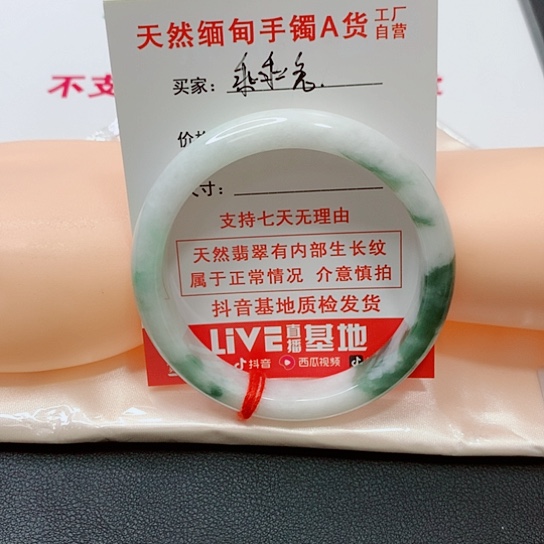 天然缅甸手镯A货 工厂自营
不支
买家：
寸：
支持七天无理由
天然翡翠有内部生长纹
属于正常情况 介意慎拍
抖音基地质检发货
LiVE直播基地
抖音 西瓜视频